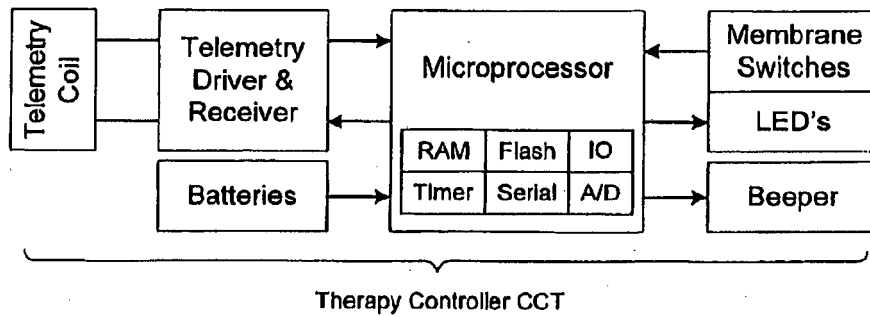 Telemetry
Coil
Telemetry
Driver &
Receiver
Batteries
Microprocessor
RAM Flash IO
Timer Serial A/D
Membrane
Switches
LED's
Beeper
Therapy Controller CCT